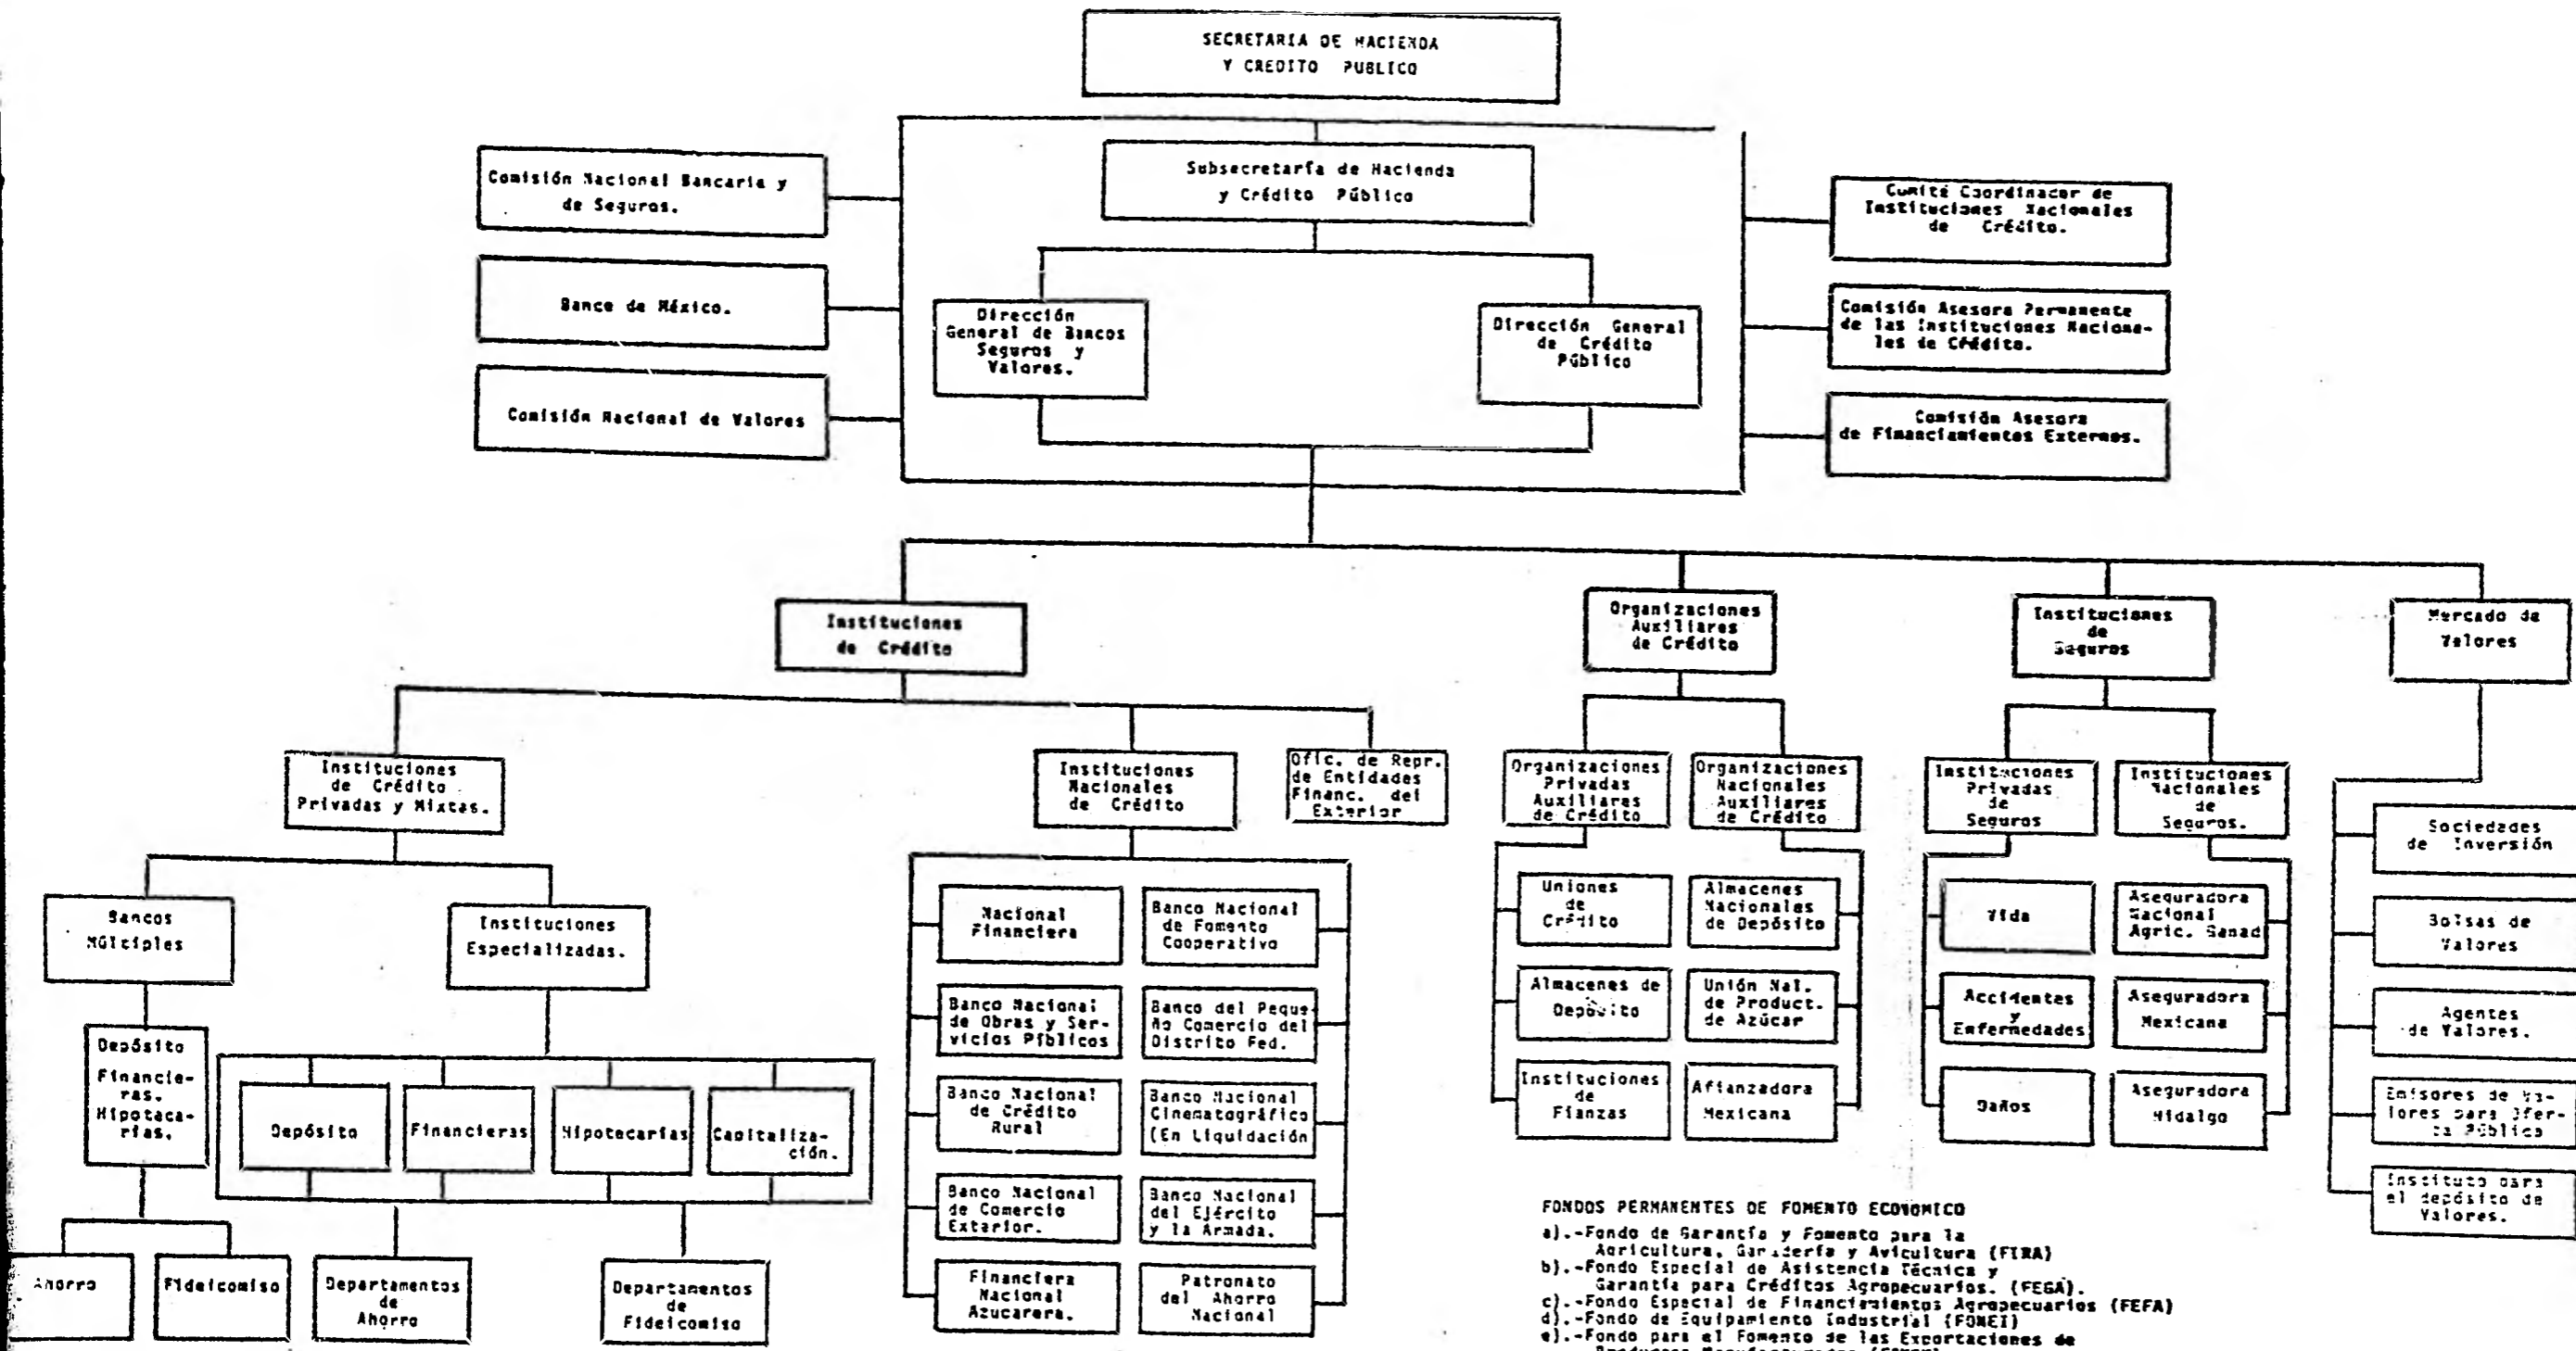 SECRETARIA DE HACIENDA
Y CREDITO PUBLICO
Subsecretaría de Hacienda
y Crédito Público
Comisión Nacional Bancaria y
de Seguros.
Banco de México.
Comisión Nacional de Valores
Dirección
General de Bancos
Seguros y
Valores.
Dirección General
de Crédito
Público
Comité Coordinador de
Instituciones Nacionales
de Crédito.
Comisión Asesora Permanente
de las Instituciones Naciona-
les de Crédito.
Comisión Asesora
de Financiamientos Externos.
Instituciones
de Crédito
Organizaciones
Auxiliares
de Crédito
Instituciones
de
Seguros
Mercado de
Valores
Instituciones
de Crédito
Privadas y Mixtas.
Instituciones
Nacionales
de Crédito
Ofic. de Repr.
de Entidades
Financ. del
Exterior
Organizaciones
Privadas
Auxiliares
de Crédito
Organizaciones
Nacionales
Auxiliares
de Crédito
Instituciones
Privadas
de
Seguros
Instituciones
Nacionales
de
Seguros.
Bancos
Múltiples
Instituciones
Especializadas.
Depósito
Financie-
ras.
Hipoteca-
rias.
Depósito
Financieras
Hipotecarias
Capitaliza-
ción.
Ahorro
Fideicomiso
Departamentos
de
Ahorro
Departamentos
de
Fideicomiso
Nacional
Financiera
Banco Nacional
de Fomento
Cooperativo
Banco Nacional
de Obras y Ser-
vicios Públicos
Banco del Peque-
ño Comercio del
Distrito Fed.
Banco Nacional
de Crédito
Rural
Banco Nacional
Cinematográfico
(En Liquidación
Banco Nacional
de Comercio
Exterior.
Banco Nacional
del Ejército
y la Armada.
Financiera
Nacional
Azucarera.
Patronato
del Ahorro
Nacional
Uniones
de
Crédito
Almacenes
Nacionales
de Depósito
Almacenes de
Depósito
Unión Nal.
de Product.
de Azúcar
Instituciones
de
Fianzas
Afianzadora
Mexicana
Vida
Aseguradora
Nacional
Agric. Ganad
Accidentes
y
Enfermedades
Aseguradora
Mexicana
Daños
Aseguradora
Hidalgo
Sociedades
de Inversión
Bolsas de
Valores
Agentes
de Valores.
Emisores de Va-
lores para Ofer-
ta Pública
Instituto para
el depósito de
Valores.
FONDOS PERMANENTES DE FOMENTO ECONOMICO
a).-Fondo de Garantía y Fomento para la
Agricultura, Ganadería y Avicultura (FIRA)
b).-Fondo Especial de Asistencia Técnica y
Garantía para Créditos Agropecuarios. (FEGA).
c).-Fondo Especial de Financiamientos Agropecuarios (FEFA)
d).-Fondo de Equipamiento Industrial (FONEI)
e).-Fondo para el Fomento de las Exportaciones de